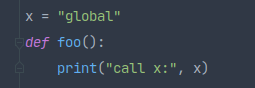 x = "global"
def foo():
    print("call x:", x)